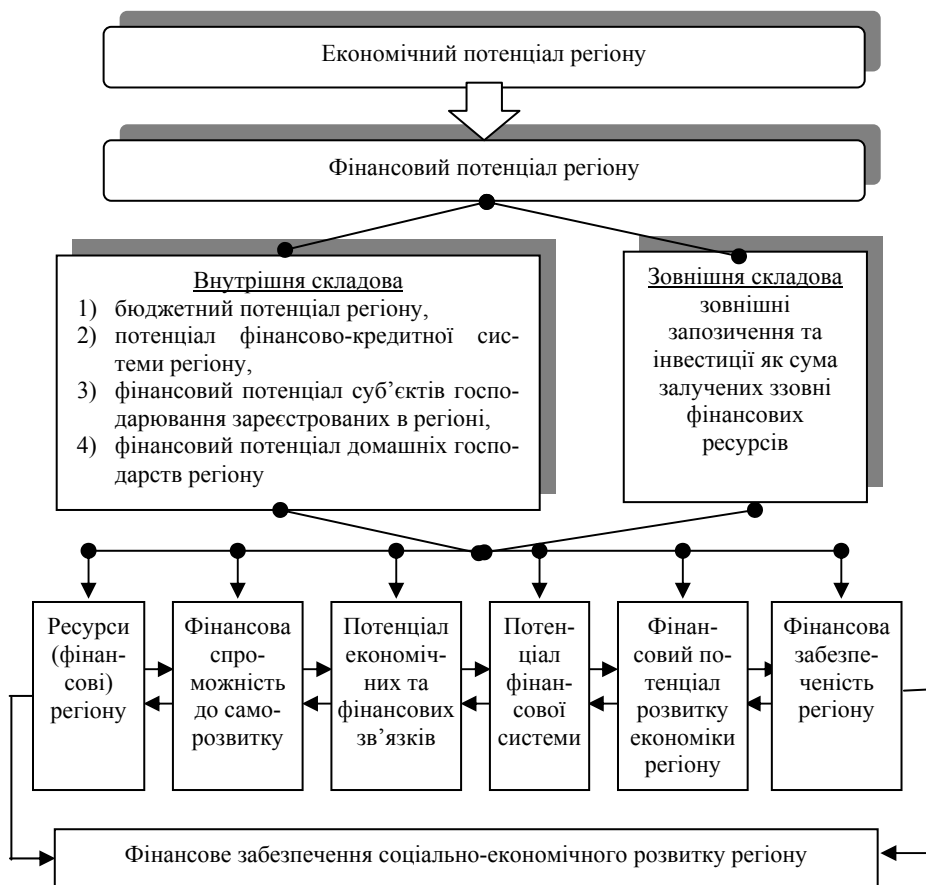 Економічний потенціал регіону
Фінансовий потенціал регіону
Внутрішня складова
1) бюджетний потенціал регіону,
2) потенціал фінансово-кредитної сис-
теми регіону,
3) фінансовий потенціал суб’єктів госпо-
дарювання зареєстрованих в регіоні,
4) фінансовий потенціал домашніх госпо-
дарств регіону
Зовнішня складова
зовнішні
запозичення та
інвестиції як сума
залучених ззовні
фінансових
ресурсів
Ресурси
(фінан-
сові)
регіону
Фінансова
спро-
можність
до само-
розвитку
Потенціал
економіч-
них та
фінансових
зв’язків
Потен-
ціал
фінан-
сової
системи
Фінан-
совий по-
тенціал
розвитку
економіки
регіону
Фінансова
забезпе-
ченість
регіону
Фінансове забезпечення соціально-економічного розвитку регіону